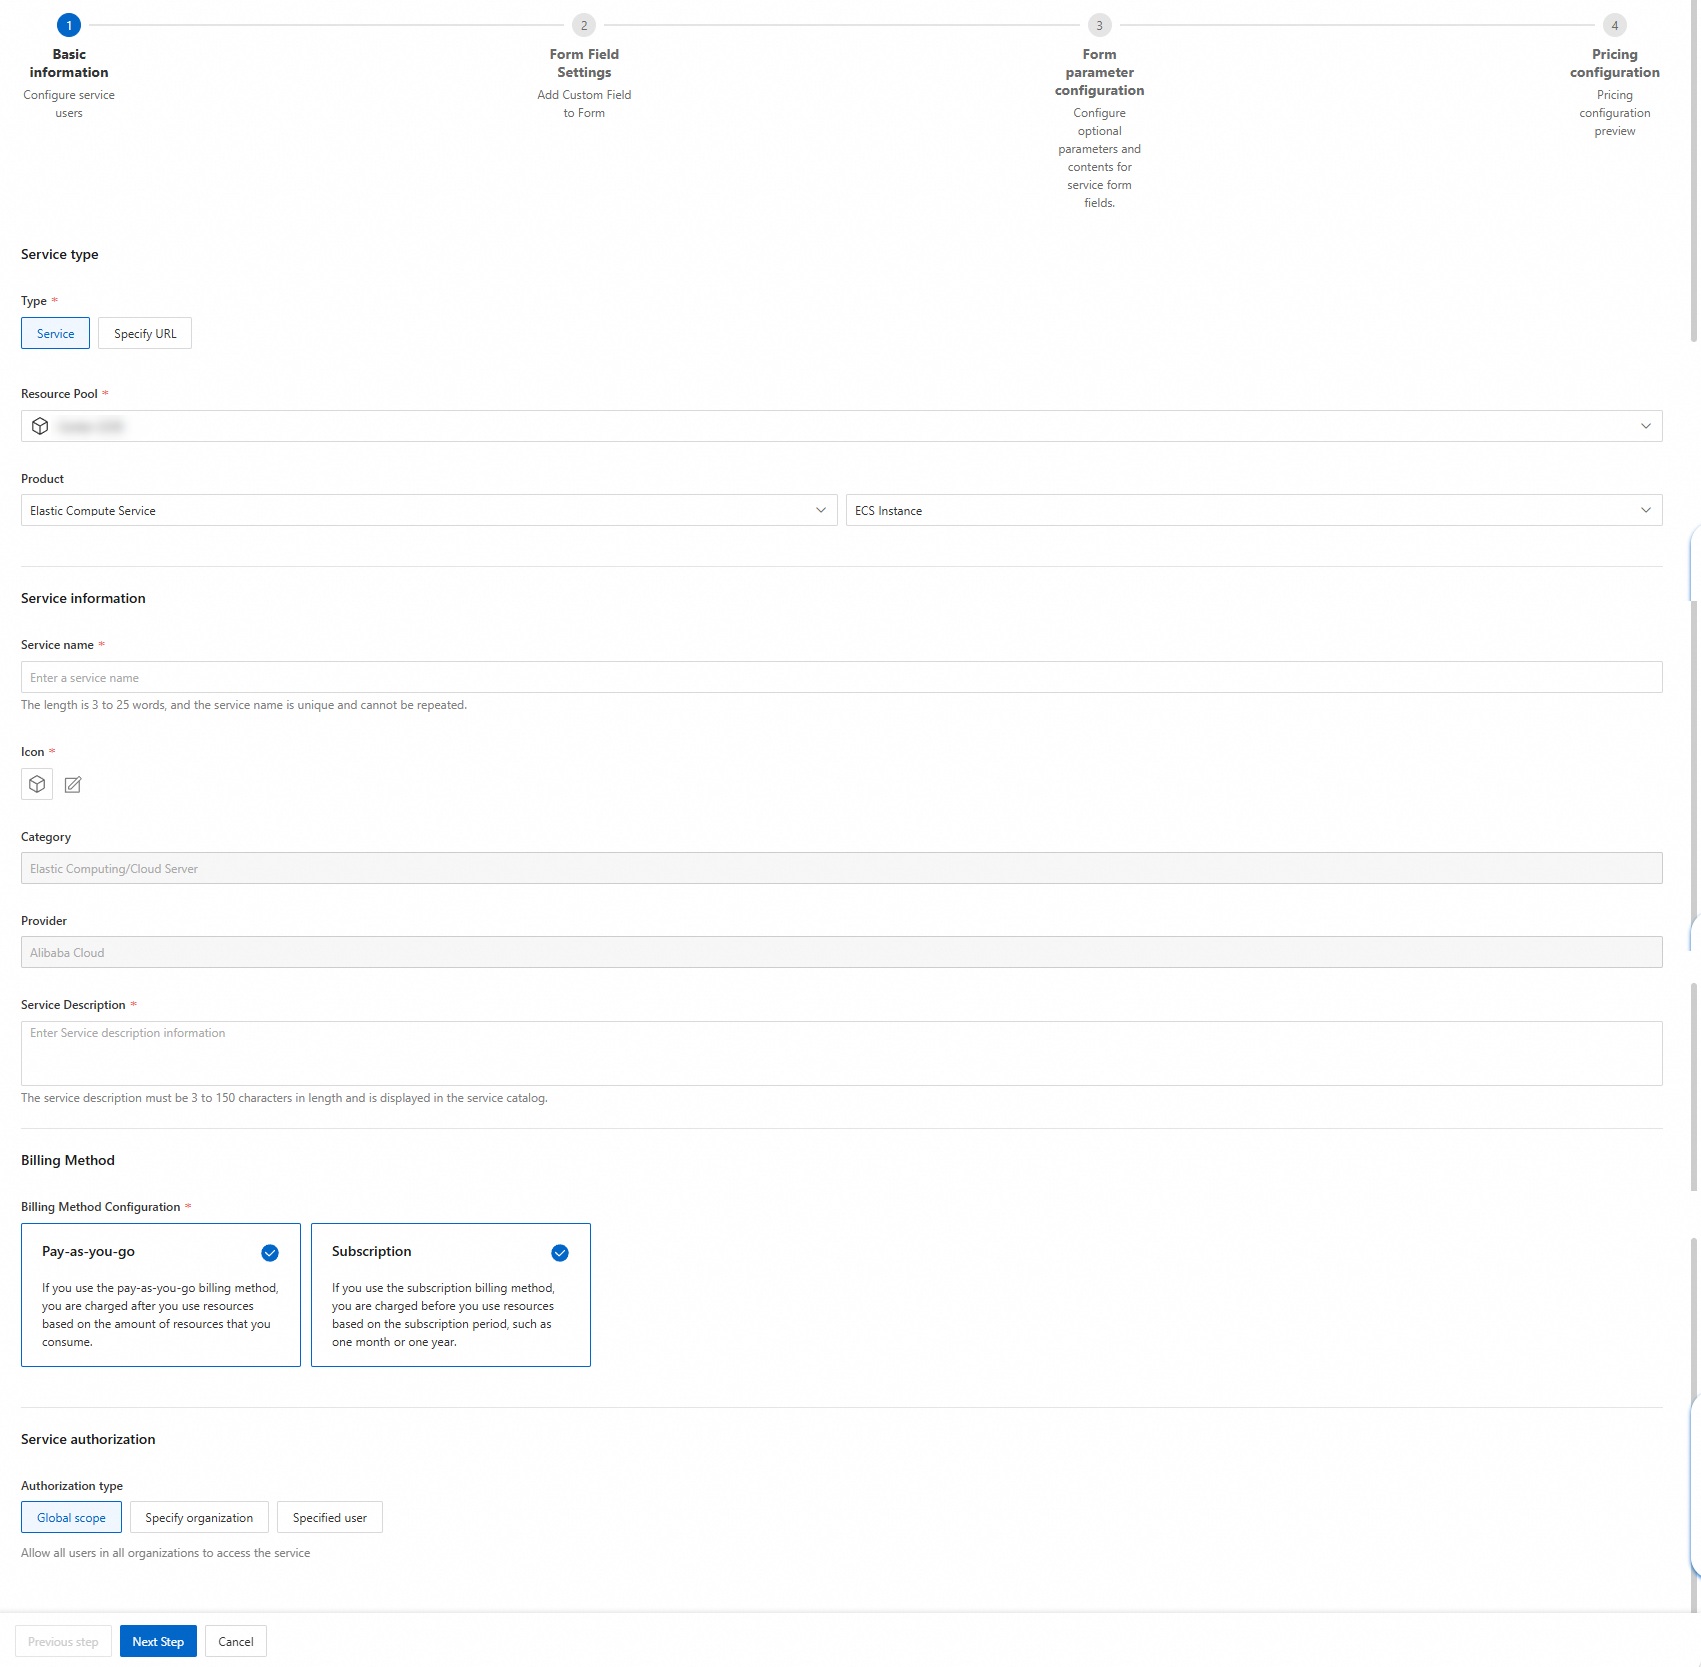 1
Basic
information
Configure service
users
2
Form Field
Settings
Add Custom Field
to Form
3
Form
parameter
configuration
Configure
optional
parameters and
contents for
service form
fields.
4
Pricing
configuration
Pricing
configuration
preview
Service type
Type *
Service Specify URL
Resource Pool *
Product
Elastic Compute Service ECS Instance
Service information
Service name *
Enter a service name
The length is 3 to 25 words, and the service name is unique and cannot be repeated.
Icon *
Category
Elastic Computing/Cloud Server
Provider
Alibaba Cloud
Service Description *
Enter Service description information
The service description must be 3 to 150 characters in length and is displayed in the service catalog.
Billing Method
Billing Method Configuration *
Pay-as-you-go
If you use the pay-as-you-go billing method,
you are charged after you use resources
based on the amount of resources that you
consume.
Subscription
If you use the subscription billing method,
you are charged before you use resources
based on the subscription period, such as
one month or one year.
Service authorization
Authorization type
Global scope Specify organization Specified user
Allow all users in all organizations to access the service
Previous step Next Step Cancel